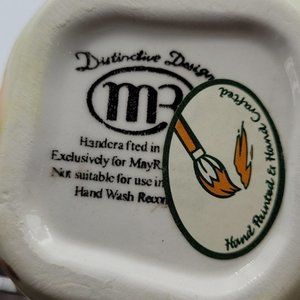 Distinctive Design
Handcrafted in
Exclusively for MayR
Not suitable for use in
Hand Wash Recom
Hand Painted & Hand Crafted